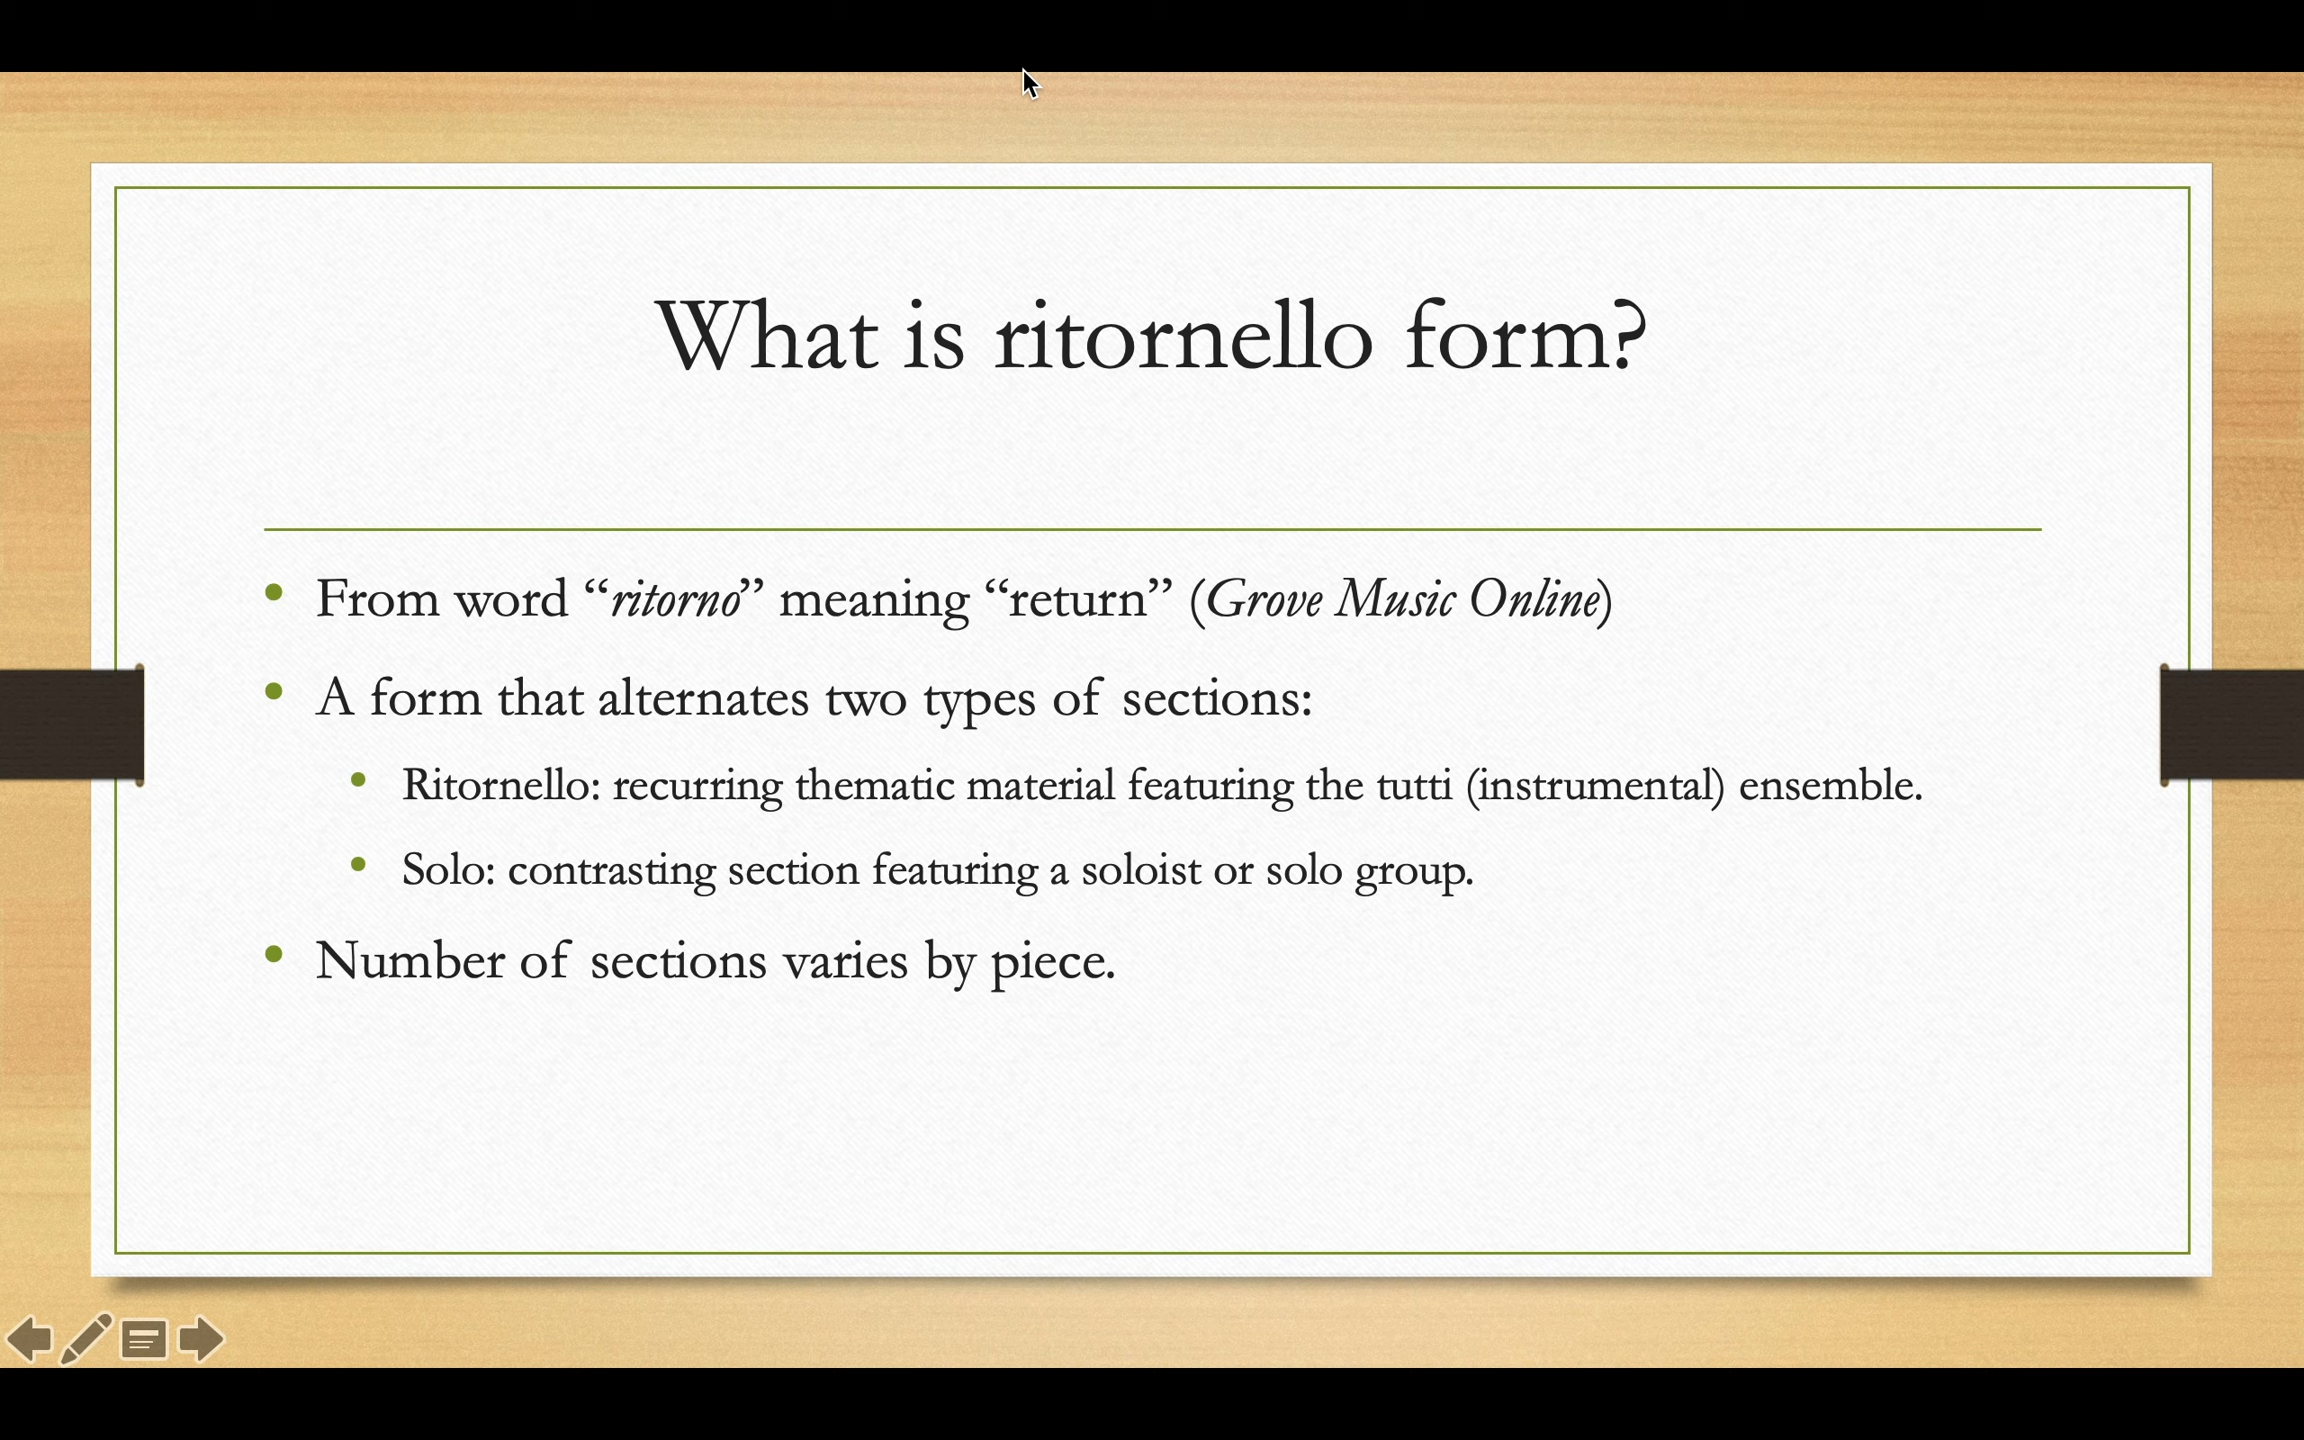 What is ritornello form?
• From word “ritorno” meaning “return” (Grove Music Online)
• A form that alternates two types of sections:
• Ritornello: recurring thematic material featuring the tutti (instrumental) ensemble.
• Solo: contrasting section featuring a soloist or solo group.
• Number of sections varies by piece.